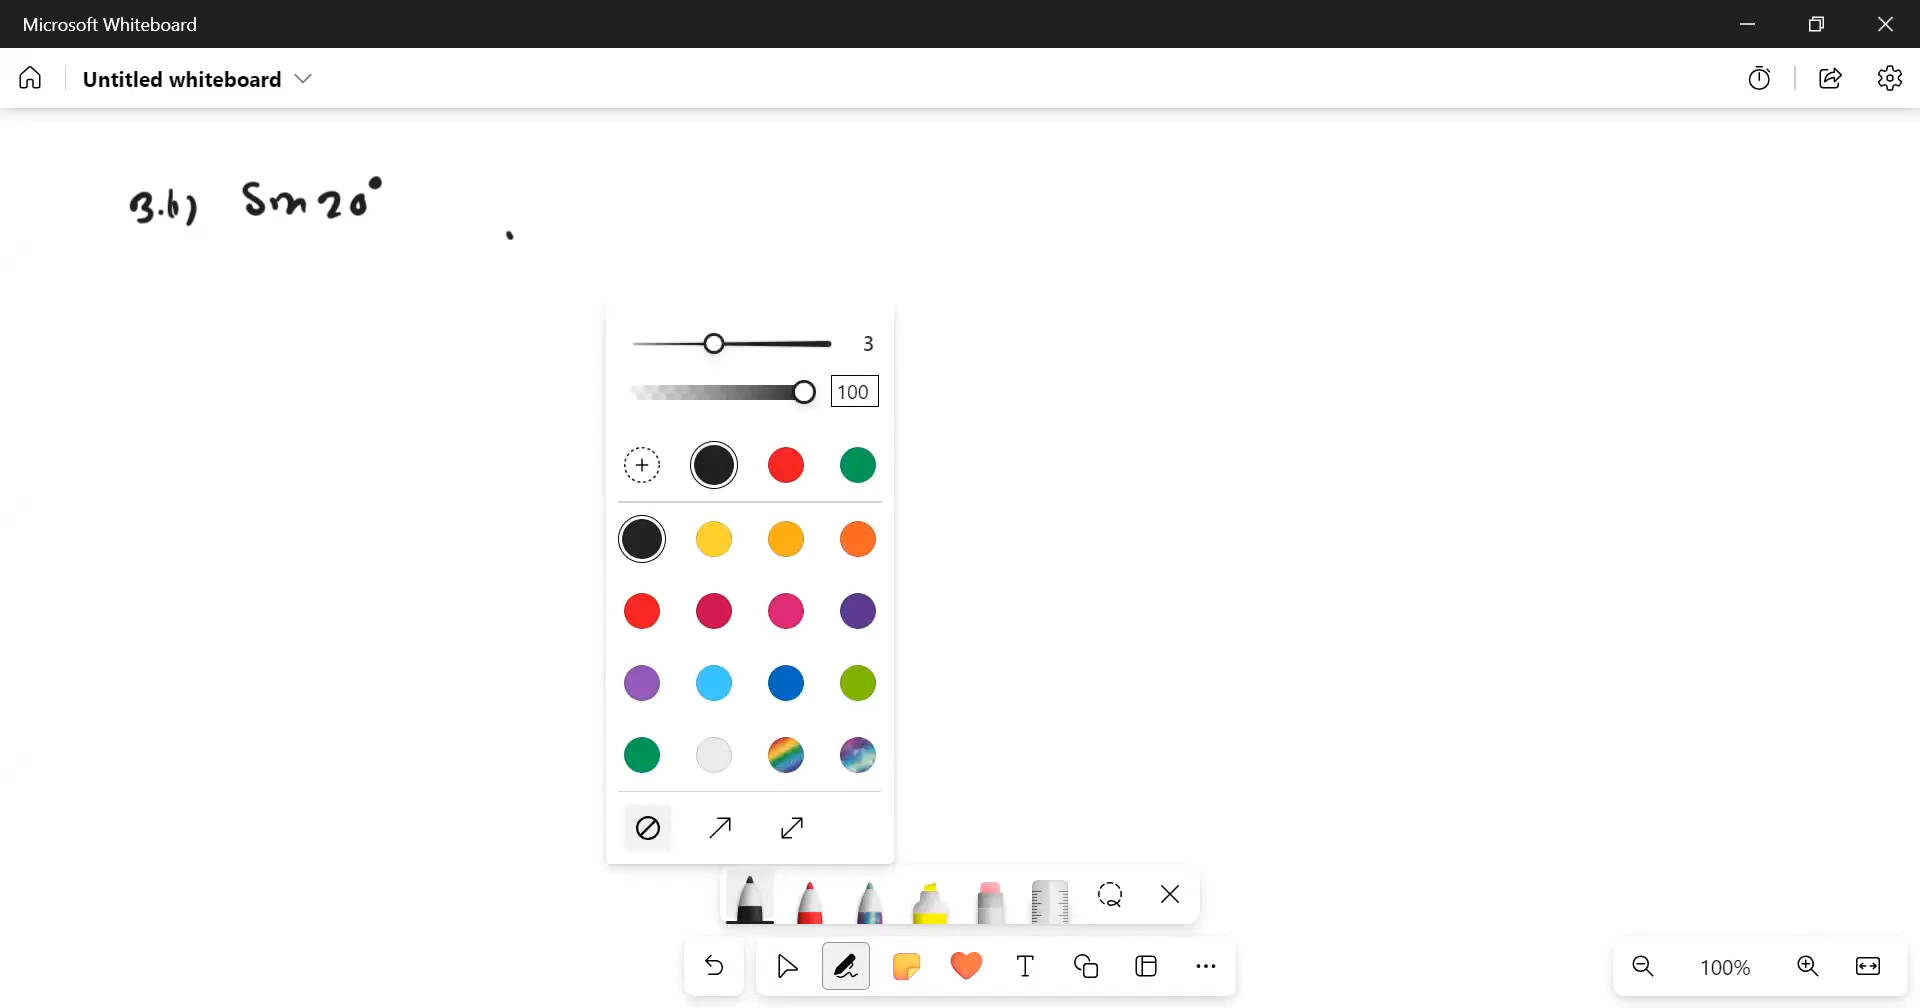 Microsoft Whiteboard
Untitled whiteboard
3.b) Sin 20°
3
100
100%